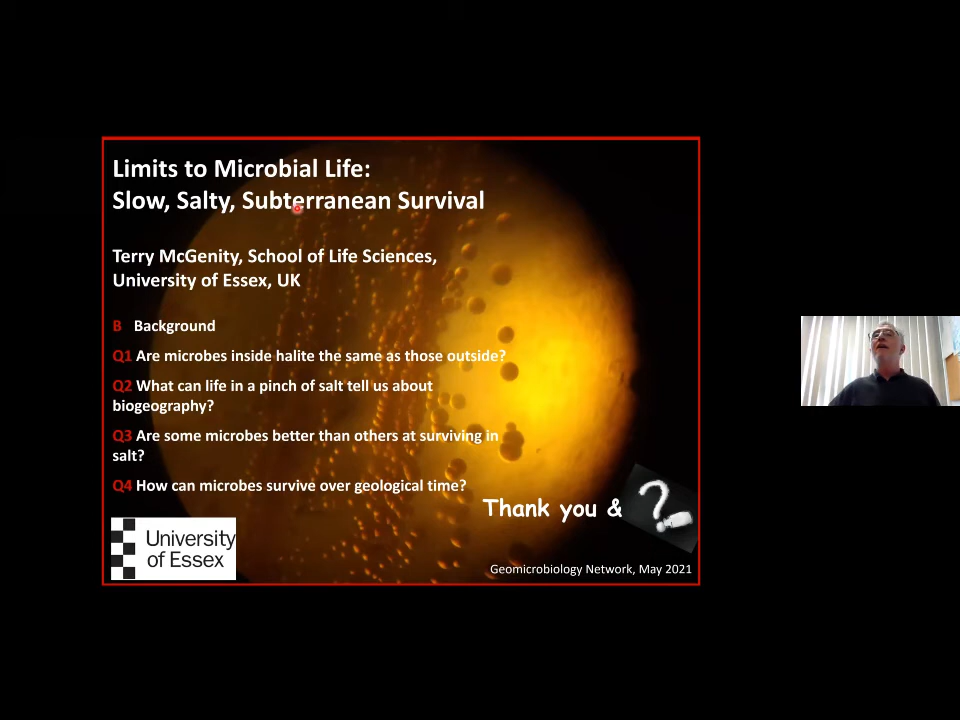 Limits to Microbial Life:
Slow, Salty, Subterranean Survival
Terry McGenity, School of Life Sciences,
University of Essex, UK
B Background
Q1 Are microbes inside halite the same as those outside?
Q2 What can life in a pinch of salt tell us about
biogeography?
Q3 Are some microbes better than others at surviving in
salt?
Q4 How can microbes survive over geological time?
Thank you & ?
University
of Essex
Geomicrobiology Network, May 2021